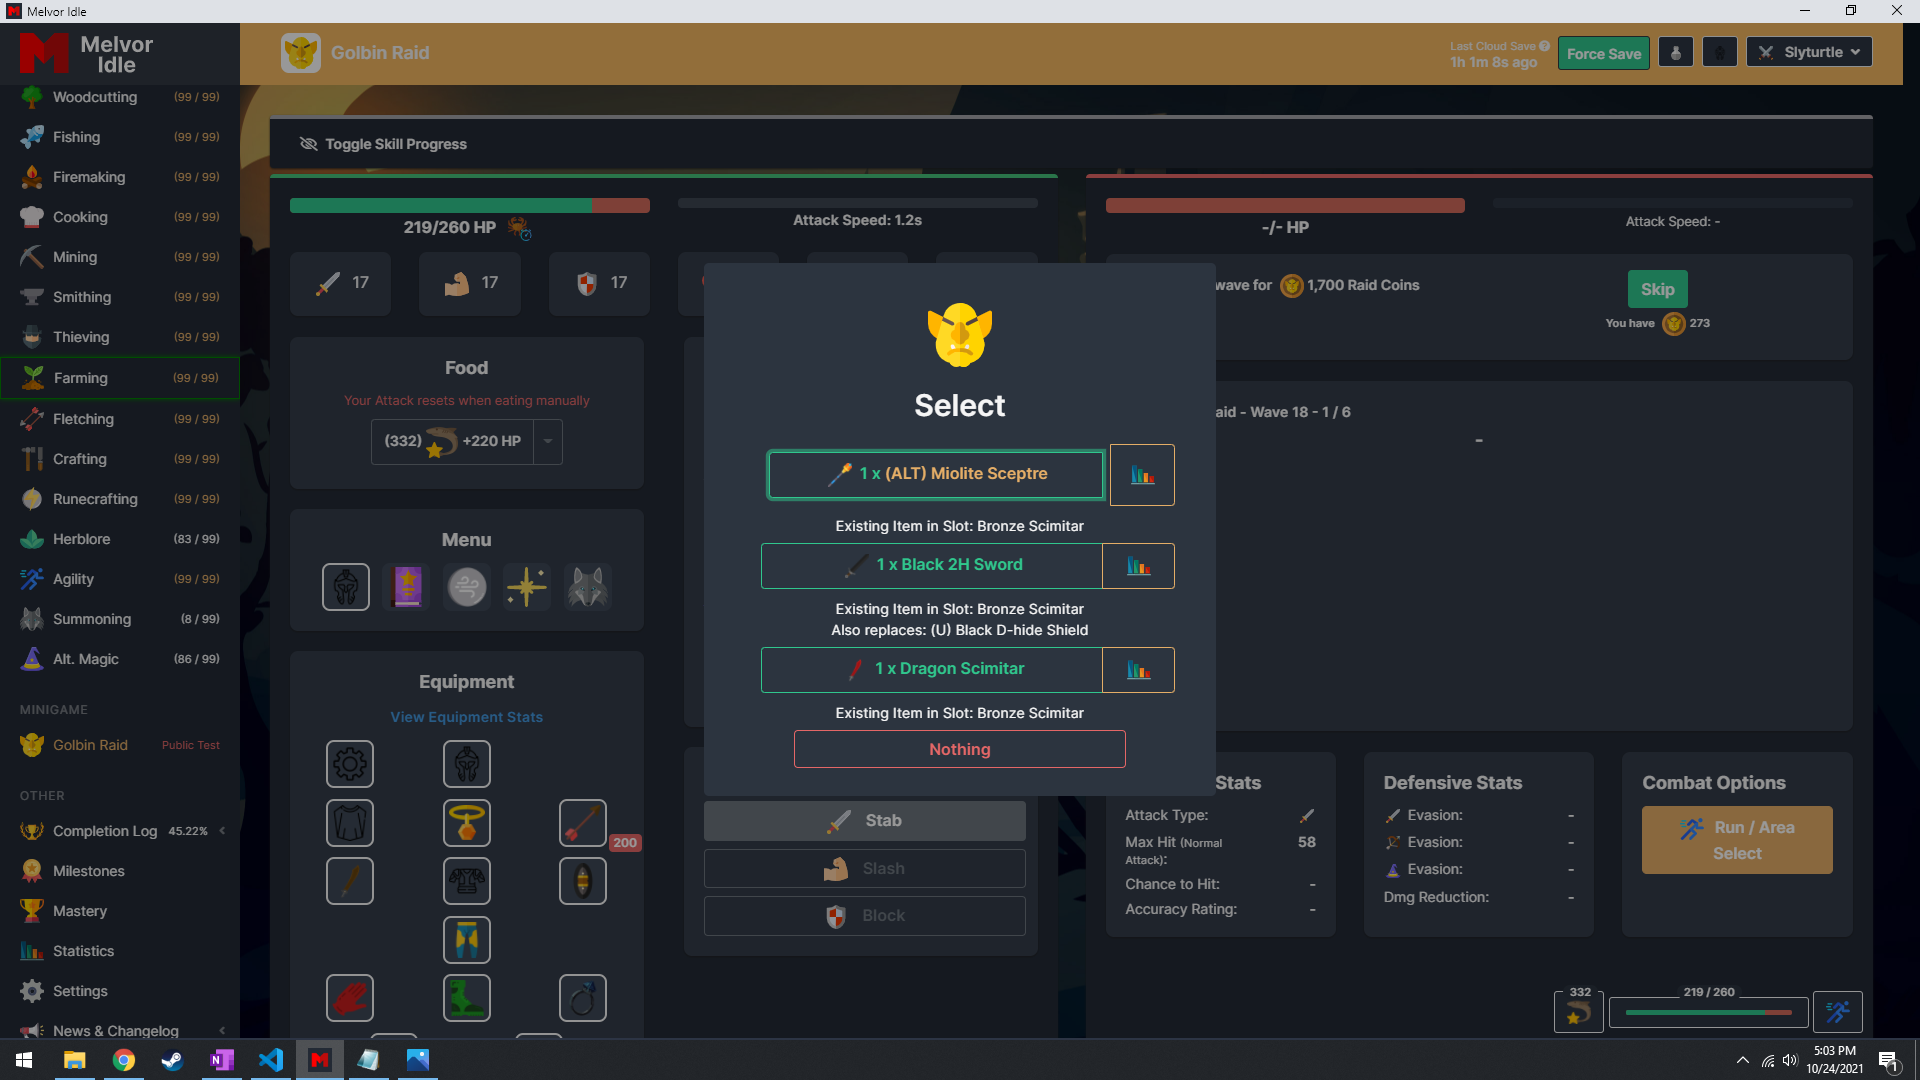 Melvor Idle
Melvor
Idle
Golbin Raid
Last Cloud Save ?
1h 1m 8s ago
Force Save
Slyturtle
Woodcutting (99 / 99)
Fishing (99 / 99)
Firemaking (99 / 99)
Cooking (99 / 99)
Mining (99 / 99)
Smithing (99 / 99)
Thieving (99 / 99)
Farming (99 / 99)
Fletching (99 / 99)
Crafting (99 / 99)
Runecrafting (99 / 99)
Herblore (83 / 99)
Agility (99 / 99)
Summoning (8 / 99)
Alt. Magic (86 / 99)
MINIGAME
Golbin Raid Public Test
OTHER
Completion Log 45.22%
Milestones
Mastery
Statistics
Settings
News & Changelog
Toggle Skill Progress
219/260 HP
Attack Speed: 1.2s
17
17
17
Food
Your Attack resets when eating manually
(332) +220 HP
Menu
Equipment
View Equipment Stats
200
Select
1 x (ALT) Miolite Sceptre
Existing Item in Slot: Bronze Scimitar
1 x Black 2H Sword
Existing Item in Slot: Bronze Scimitar
Also replaces: (U) Black D-hide Shield
1 x Dragon Scimitar
Existing Item in Slot: Bronze Scimitar
Nothing
Stab
Slash
Block
-/- HP
Attack Speed: -
wave for 1,700 Raid Coins
Skip
You have 273
aid - Wave 18 - 1 / 6
-
Stats
Attack Type:
Max Hit (Normal Attack): 58
Chance to Hit: -
Accuracy Rating: -
Defensive Stats
Evasion: -
Evasion: -
Evasion: -
Dmg Reduction: -
Combat Options
Run / Area
Select
332
219 / 260
5:03 PM
10/24/2021
1